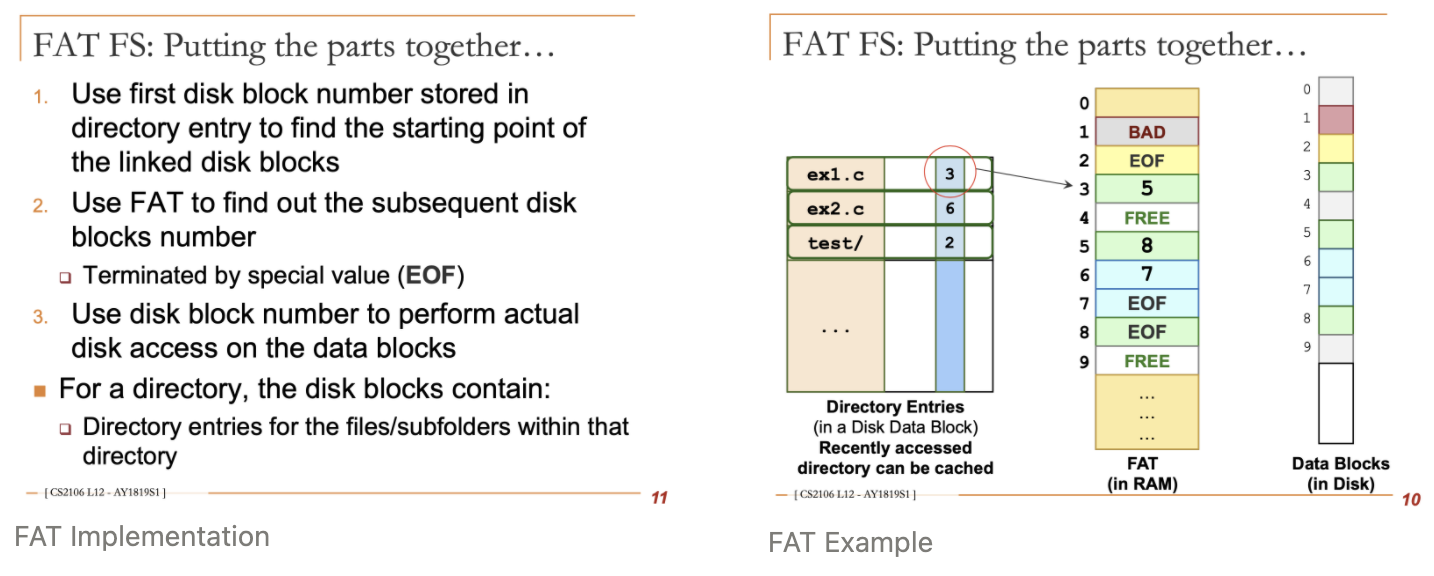 FAT FS: Putting the parts together…
1. Use first disk block number stored in
directory entry to find the starting point of
the linked disk blocks
2. Use FAT to find out the subsequent disk
blocks number
Terminated by special value (EOF)
3. Use disk block number to perform actual
disk access on the data blocks
For a directory, the disk blocks contain:
Directory entries for the files/subfolders within that
directory
[ CS2106 L12 - AY1819S1 ]
11
FAT Implementation
FAT FS: Putting the parts together…
ex1.c 3
ex2.c 6
test/ 2
...
Directory Entries
(in a Disk Data Block)
Recently accessed
directory can be cached
0
1 BAD
2 EOF
3 5
4 FREE
5 8
6 7
7 EOF
8 EOF
9 FREE
...
...
...
FAT
(in RAM)
0
1
2
3
4
5
6
7
8
9
Data Blocks
(in Disk)
[ CS2106 L12 - AY1819S1 ]
10
FAT Example